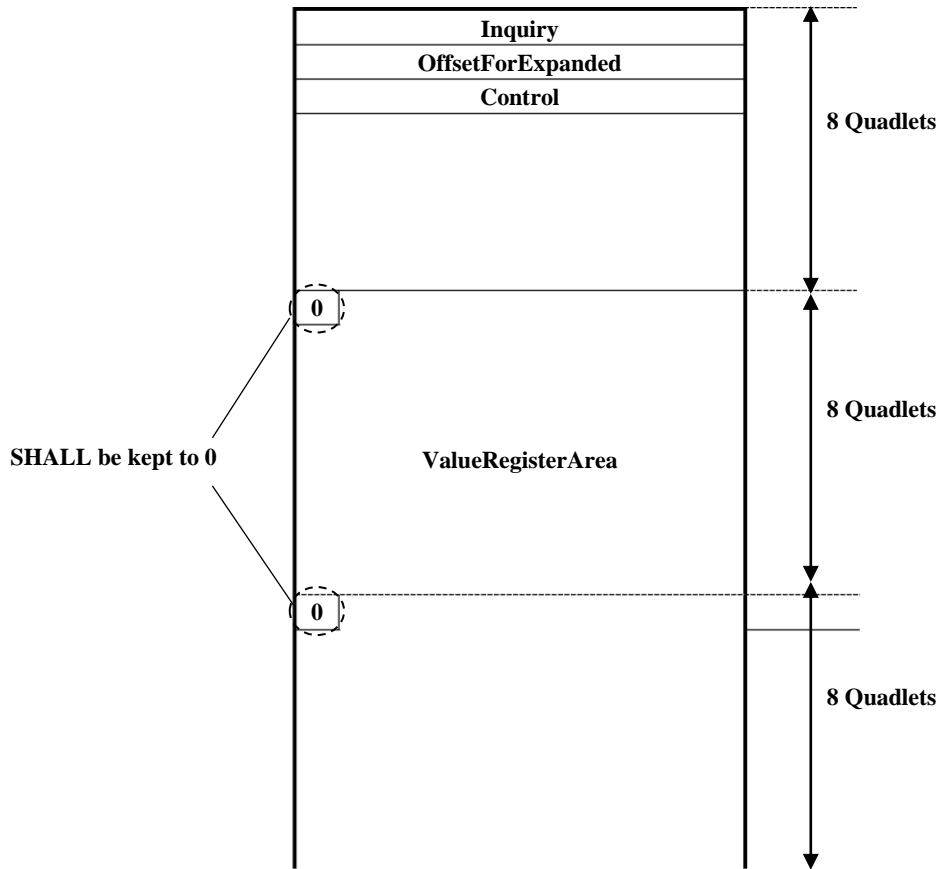 Inquiry
OffsetForExpanded
Control
8 Quadlets
0
8 Quadlets
SHALL be kept to 0
ValueRegisterArea
0
8 Quadlets